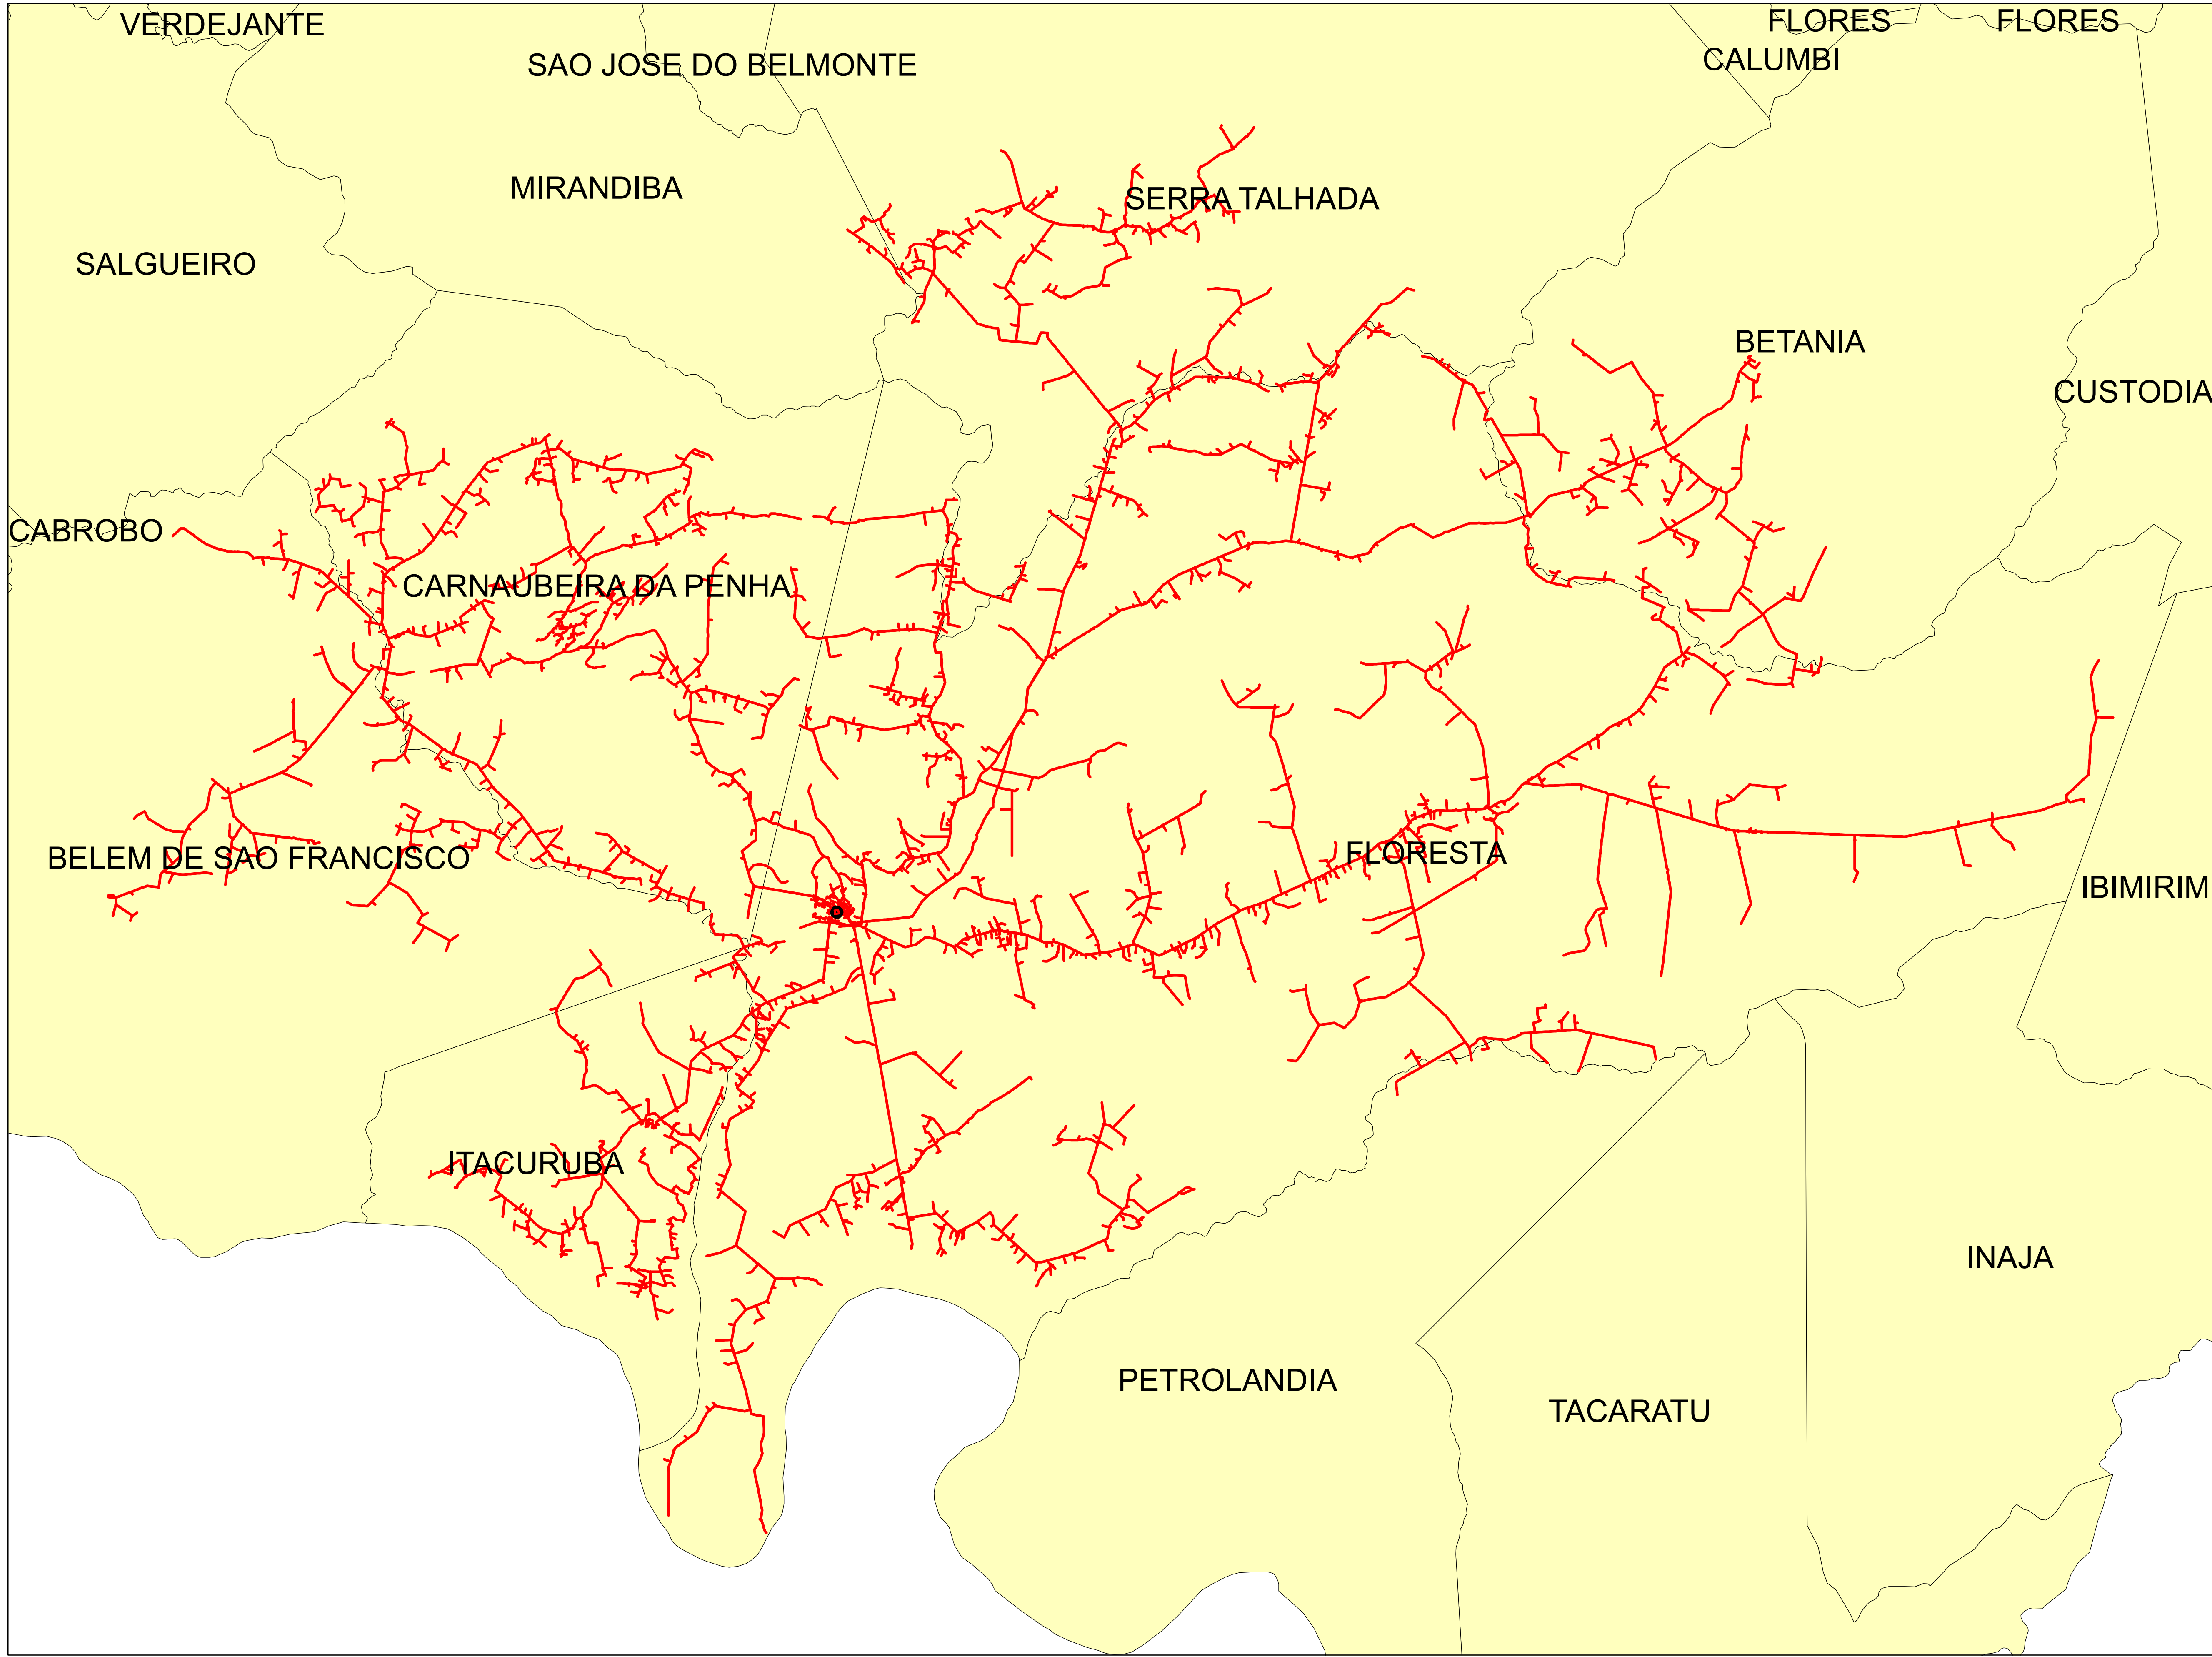 VERDEJANTE
FLORES
FLORES
SAO JOSE DO BELMONTE
CALUMBI
MIRANDIBA
SERRA TALHADA
SALGUEIRO
BETANIA
CUSTODIA
CABROBO
CARNAUBEIRA DA PENHA
BELEM DE SAO FRANCISCO
FLORESTA
IBIMIRIM
ITACURUBA
INAJA
PETROLANDIA
TACARATU